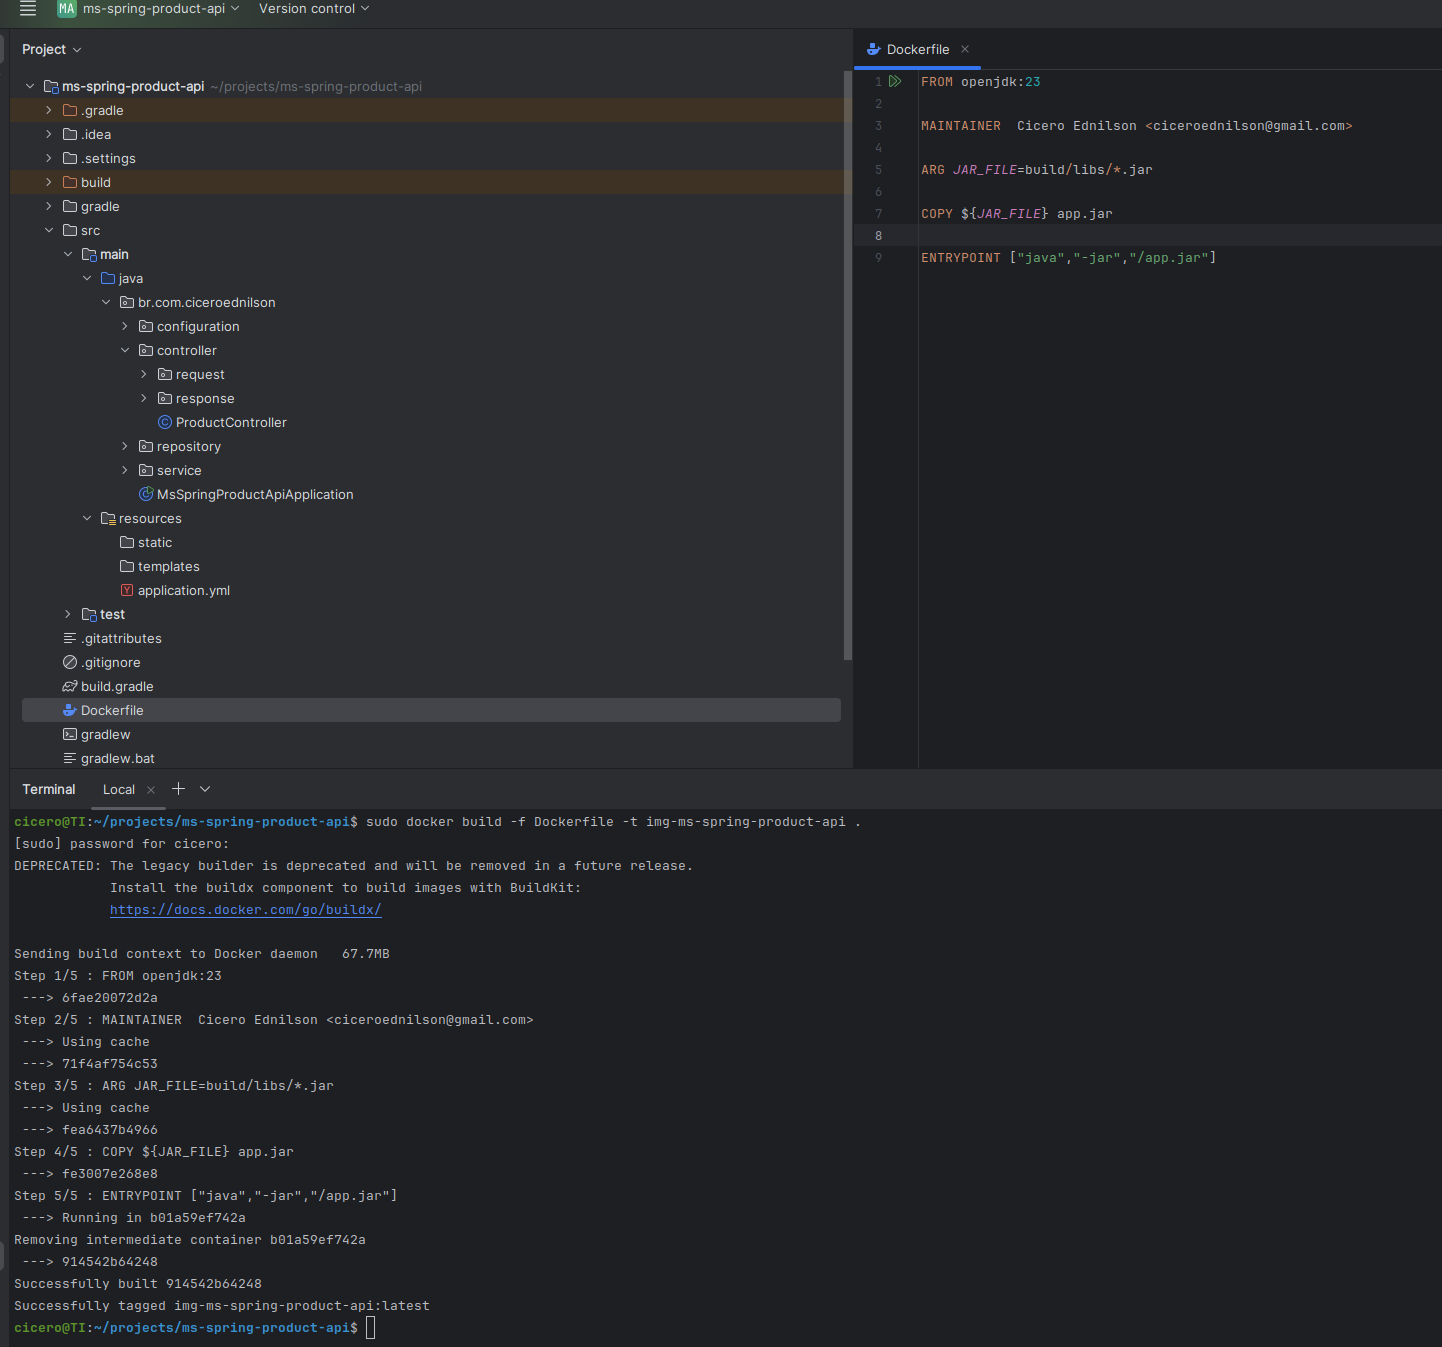 MA ms-spring-product-api Version control
Project
ms-spring-product-api ~/projects/ms-spring-product-api
.gradle
.idea
.settings
build
gradle
src
main
java
br.com.ciceroednilson
configuration
controller
request
response
ProductController
repository
service
MsSpringProductApiApplication
resources
static
templates
application.yml
test
.gitattributes
.gitignore
build.gradle
Dockerfile
gradlew
gradlew.bat
Dockerfile
1 FROM openjdk:23
2
3 MAINTAINER  Cicero Ednilson <ciceroednilson@gmail.com>
4
5 ARG JAR_FILE=build/libs/*.jar
6
7 COPY ${JAR_FILE} app.jar
8
9 ENTRYPOINT ["java","-jar","/app.jar"]
Terminal Local
cicero@TI:~/projects/ms-spring-product-api$ sudo docker build -f Dockerfile -t img-ms-spring-product-api .
[sudo] password for cicero:
DEPRECATED: The legacy builder is deprecated and will be removed in a future release.
            Install the buildx component to build images with BuildKit:
            https://docs.docker.com/go/buildx/
Sending build context to Docker daemon   67.7MB
Step 1/5 : FROM openjdk:23
 ---> 6fae20072d2a
Step 2/5 : MAINTAINER  Cicero Ednilson <ciceroednilson@gmail.com>
 ---> Using cache
 ---> 71f4af754c53
Step 3/5 : ARG JAR_FILE=build/libs/*.jar
 ---> Using cache
 ---> fea6437b4966
Step 4/5 : COPY ${JAR_FILE} app.jar
 ---> fe3007e268e8
Step 5/5 : ENTRYPOINT ["java","-jar","/app.jar"]
 ---> Running in b01a59ef742a
Removing intermediate container b01a59ef742a
 ---> 914542b64248
Successfully built 914542b64248
Successfully tagged img-ms-spring-product-api:latest
cicero@TI:~/projects/ms-spring-product-api$